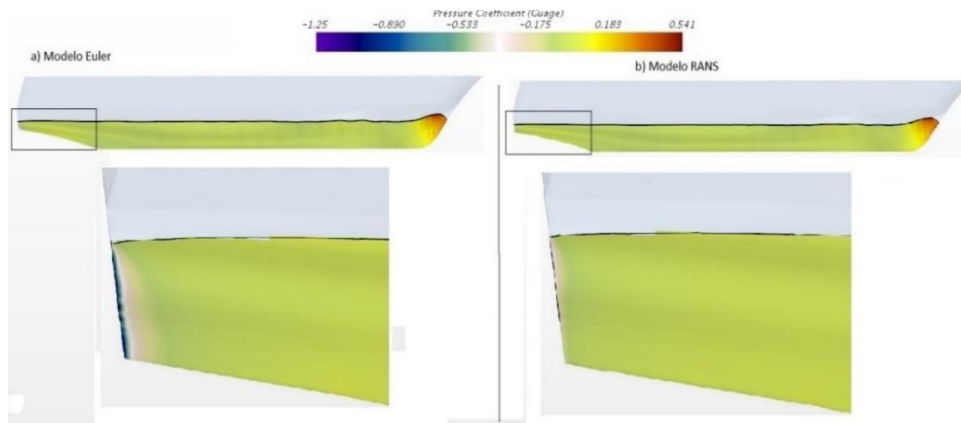 Pressure Coefficient (Guage)
-1.25 -0.890 -0.533 -0.175 0.183 0.541
a) Modelo Euler
b) Modelo RANS